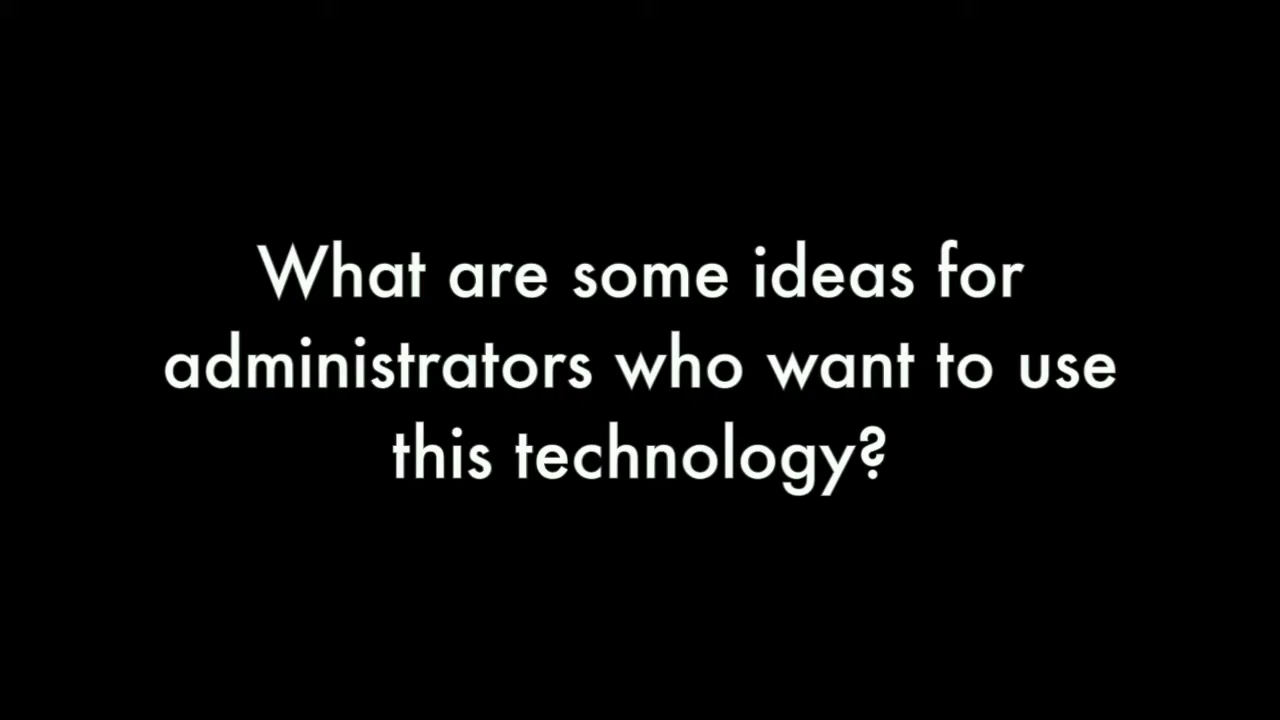 What are some ideas for
administrators who want to use
this technology?